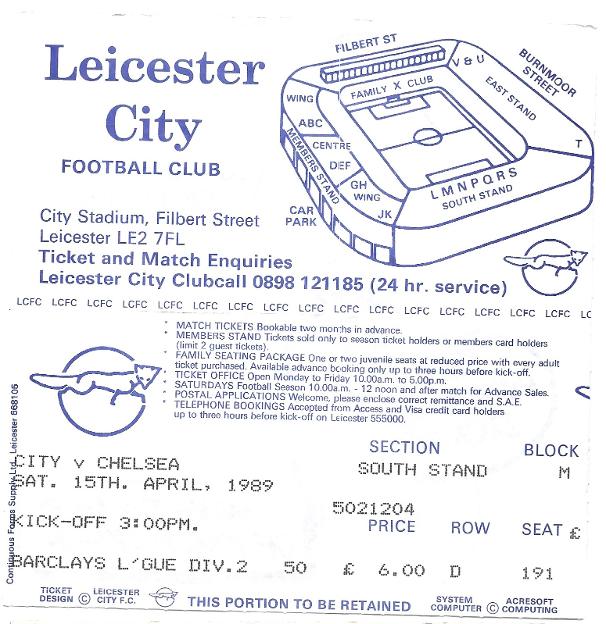 Leicester
City
FOOTBALL CLUB
City Stadium, Filbert Street
Leicester LE2 7FL
Ticket and Match Enquiries
Leicester City Clubcall 0898 121185 (24 hr. service)
FILBERT ST
V & U
BURNMOOR
STREET
FAMILY X CLUB
EAST STAND
WING
ABC
CENTRE
DEF
MEMBERS STAND
GH
WING
T
L M N P Q R S
SOUTH STAND
JK
CAR
PARK
LCFC LCFC LCFC LCFC LCFC LCFC LCFC LCFC LCFC LCFC LCFC LCFC LCFC LCFC LCFC LCFC LC
• MATCH TICKETS Bookable two months in advance.
• MEMBERS STAND Tickets sold only to season ticket holders or members card holders
(limit 2 guest tickets).
• FAMILY SEATING PACKAGE One or two juvenile seats at reduced price with every adult
ticket purchased. Available advance booking only up to three hours before kick-off.
• TICKET OFFICE Open Monday to Friday 10.00a.m. to 5.00p.m.
• SATURDAYS Football Season 10.00a.m. - 12 noon and after match for Advance Sales.
• POSTAL APPLICATIONS Welcome, please enclose correct remittance and S.A.E.
• TELEPHONE BOOKINGS Accepted from Access and Visa credit card holders
up to three hours before kick-off on Leicester 555000.
Continuous Forms Supply Ltd., Leicester 668106
SECTION BLOCK
CITY v CHELSEA SOUTH STAND M
SAT. 15TH. APRIL, 1989
5021204
KICK-OFF 3:00PM. PRICE ROW SEAT £
BARCLAYS L'GUE DIV.2 50 £ 6.00 D 191
TICKET
DESIGN © LEICESTER
CITY F.C.
THIS PORTION TO BE RETAINED
SYSTEM
COMPUTER © ACRESOFT
COMPUTING